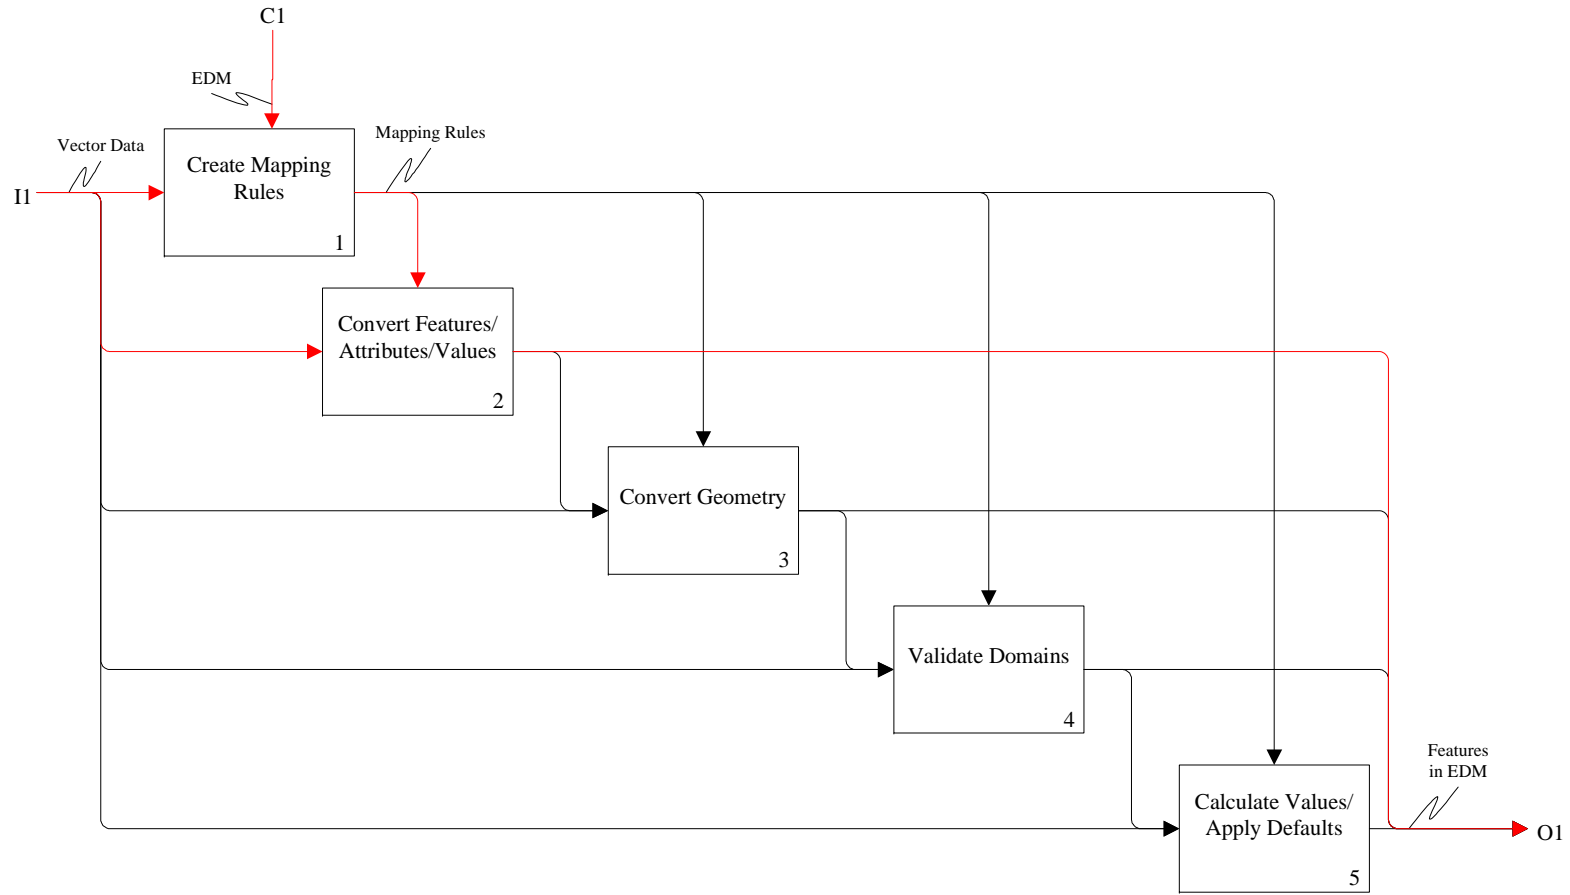 C1
EDM
Vector Data
Mapping Rules
I1
Create Mapping
Rules
1
Convert Features/
Attributes/Values
2
Convert Geometry
3
Validate Domains
4
Features
in EDM
Calculate Values/
Apply Defaults
5
O1